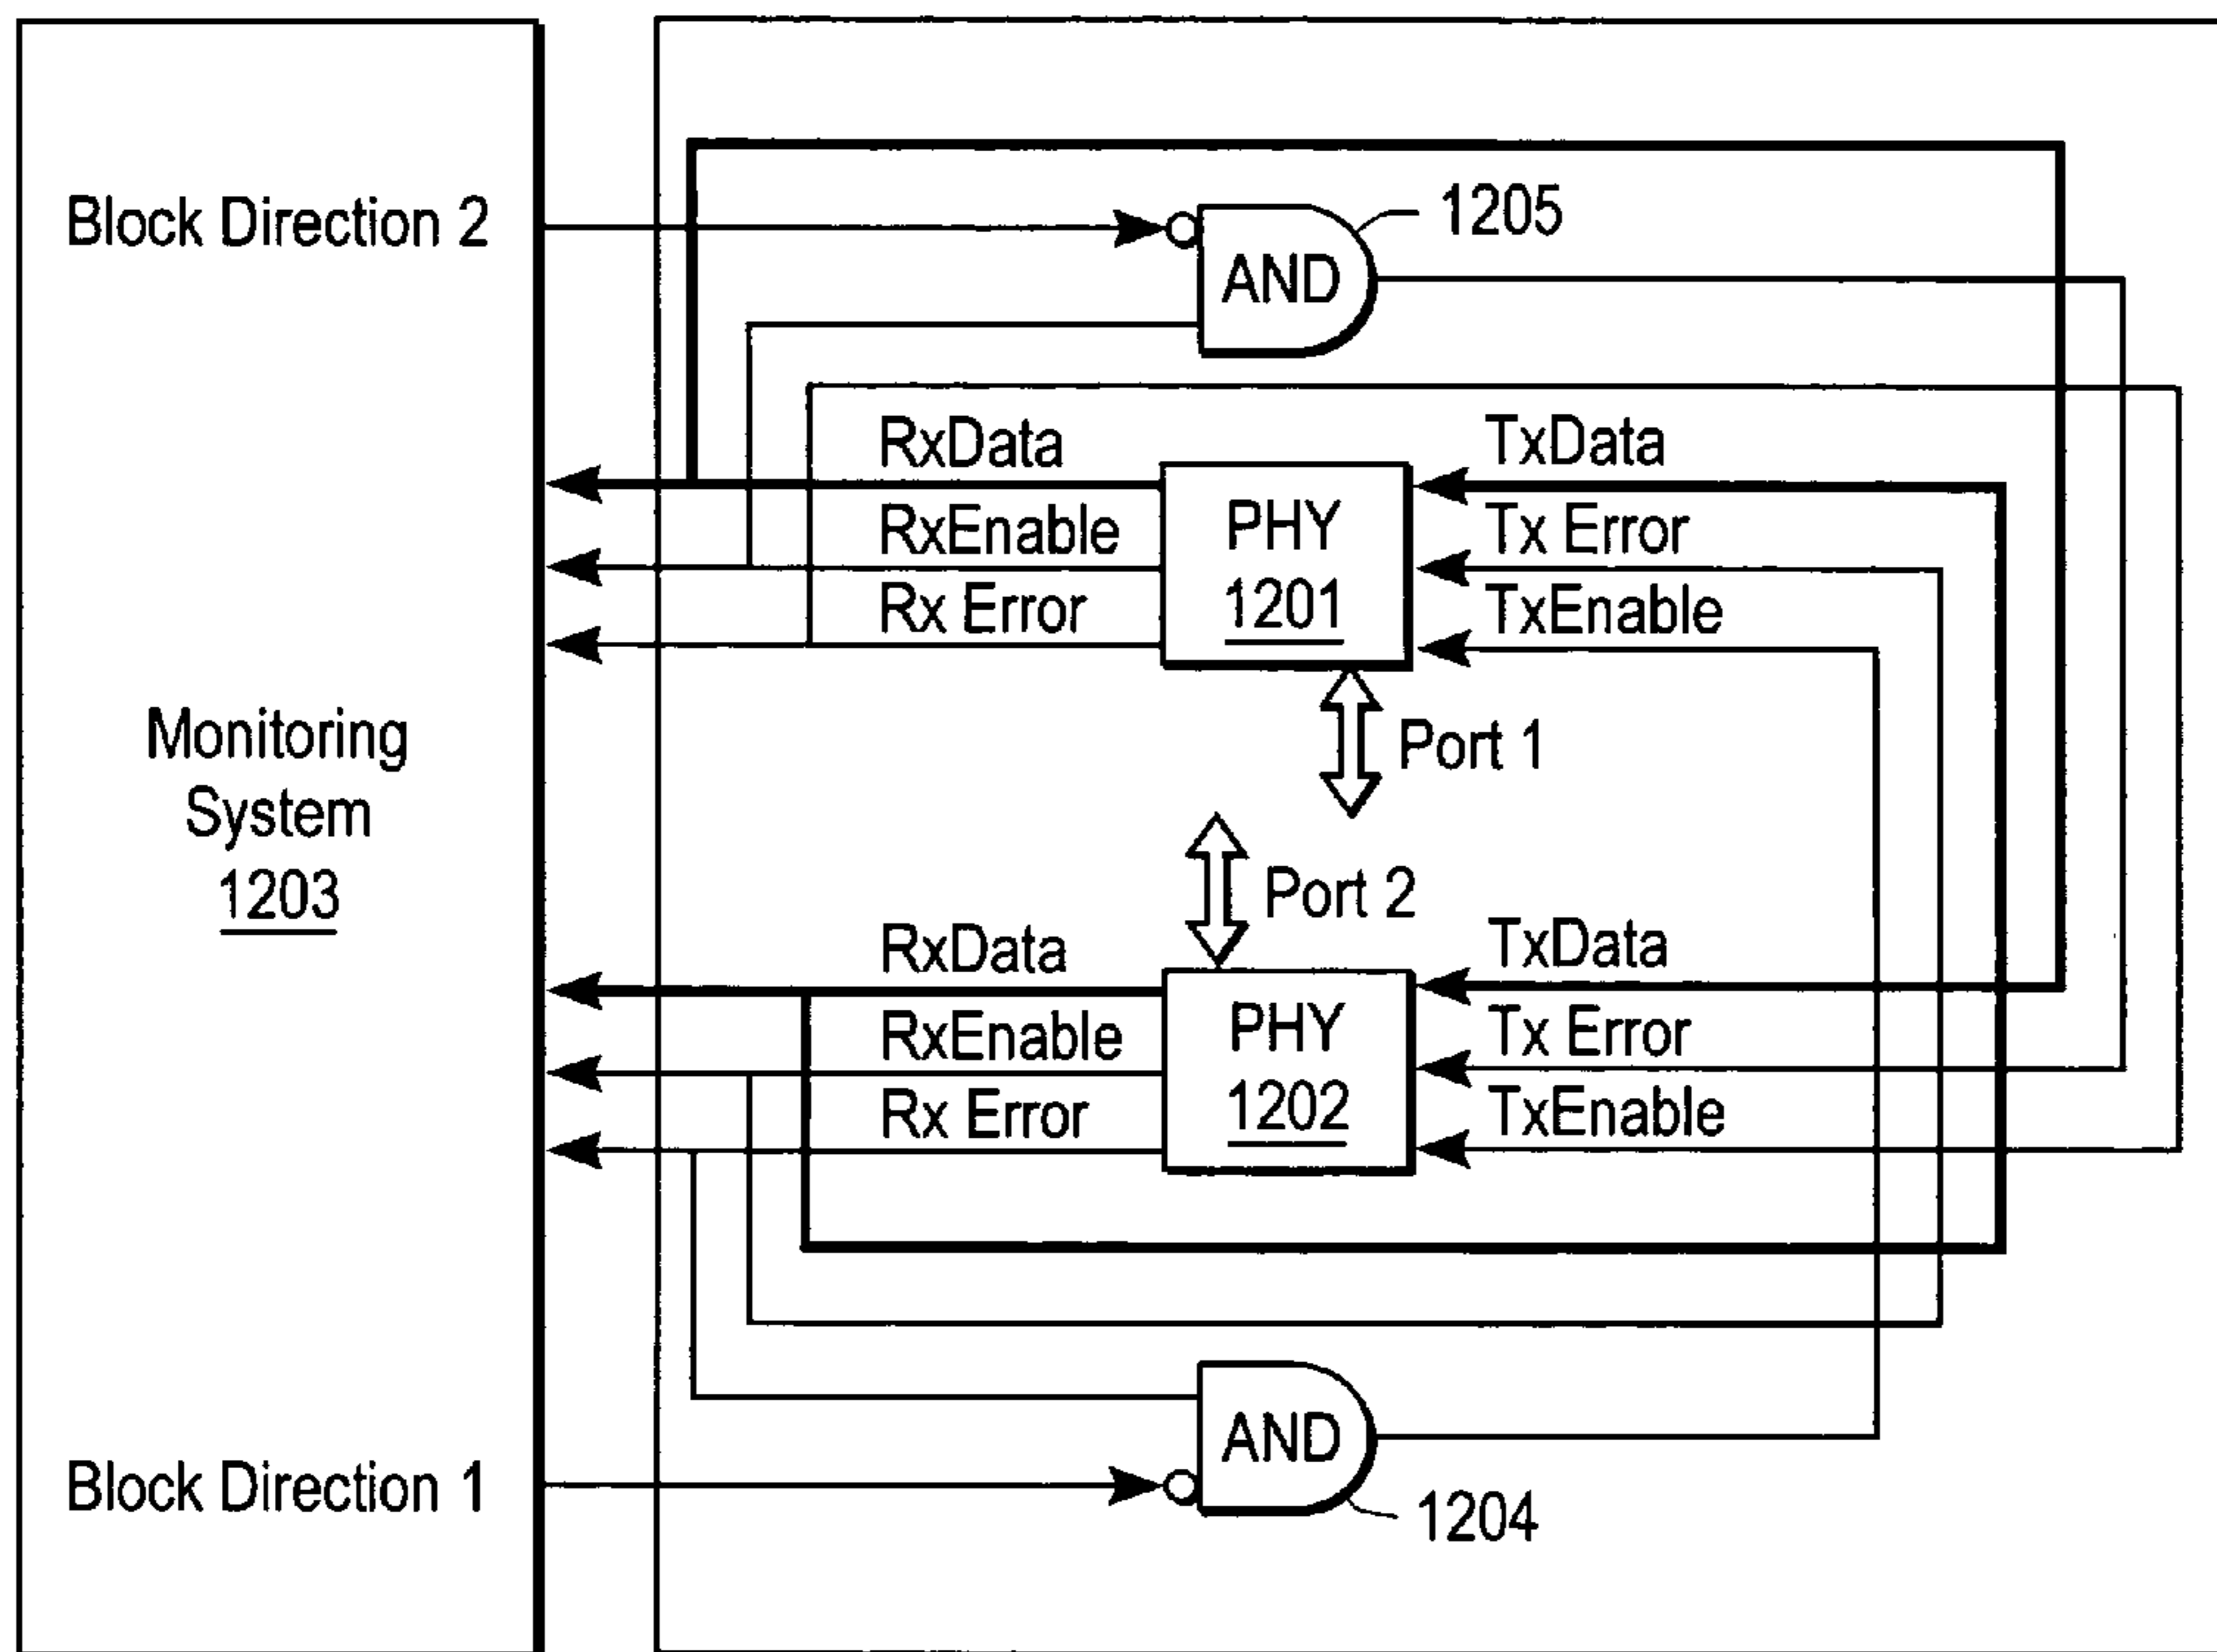 Block Direction 2
1205
AND
RxData
TxData
RxEnable
PHY
Tx Error
Rx Error
1201
TxEnable
Port 1
Monitoring
System
1203
Port 2
RxData
TxData
RxEnable
PHY
Tx Error
Rx Error
1202
TxEnable
AND
Block Direction 1
1204